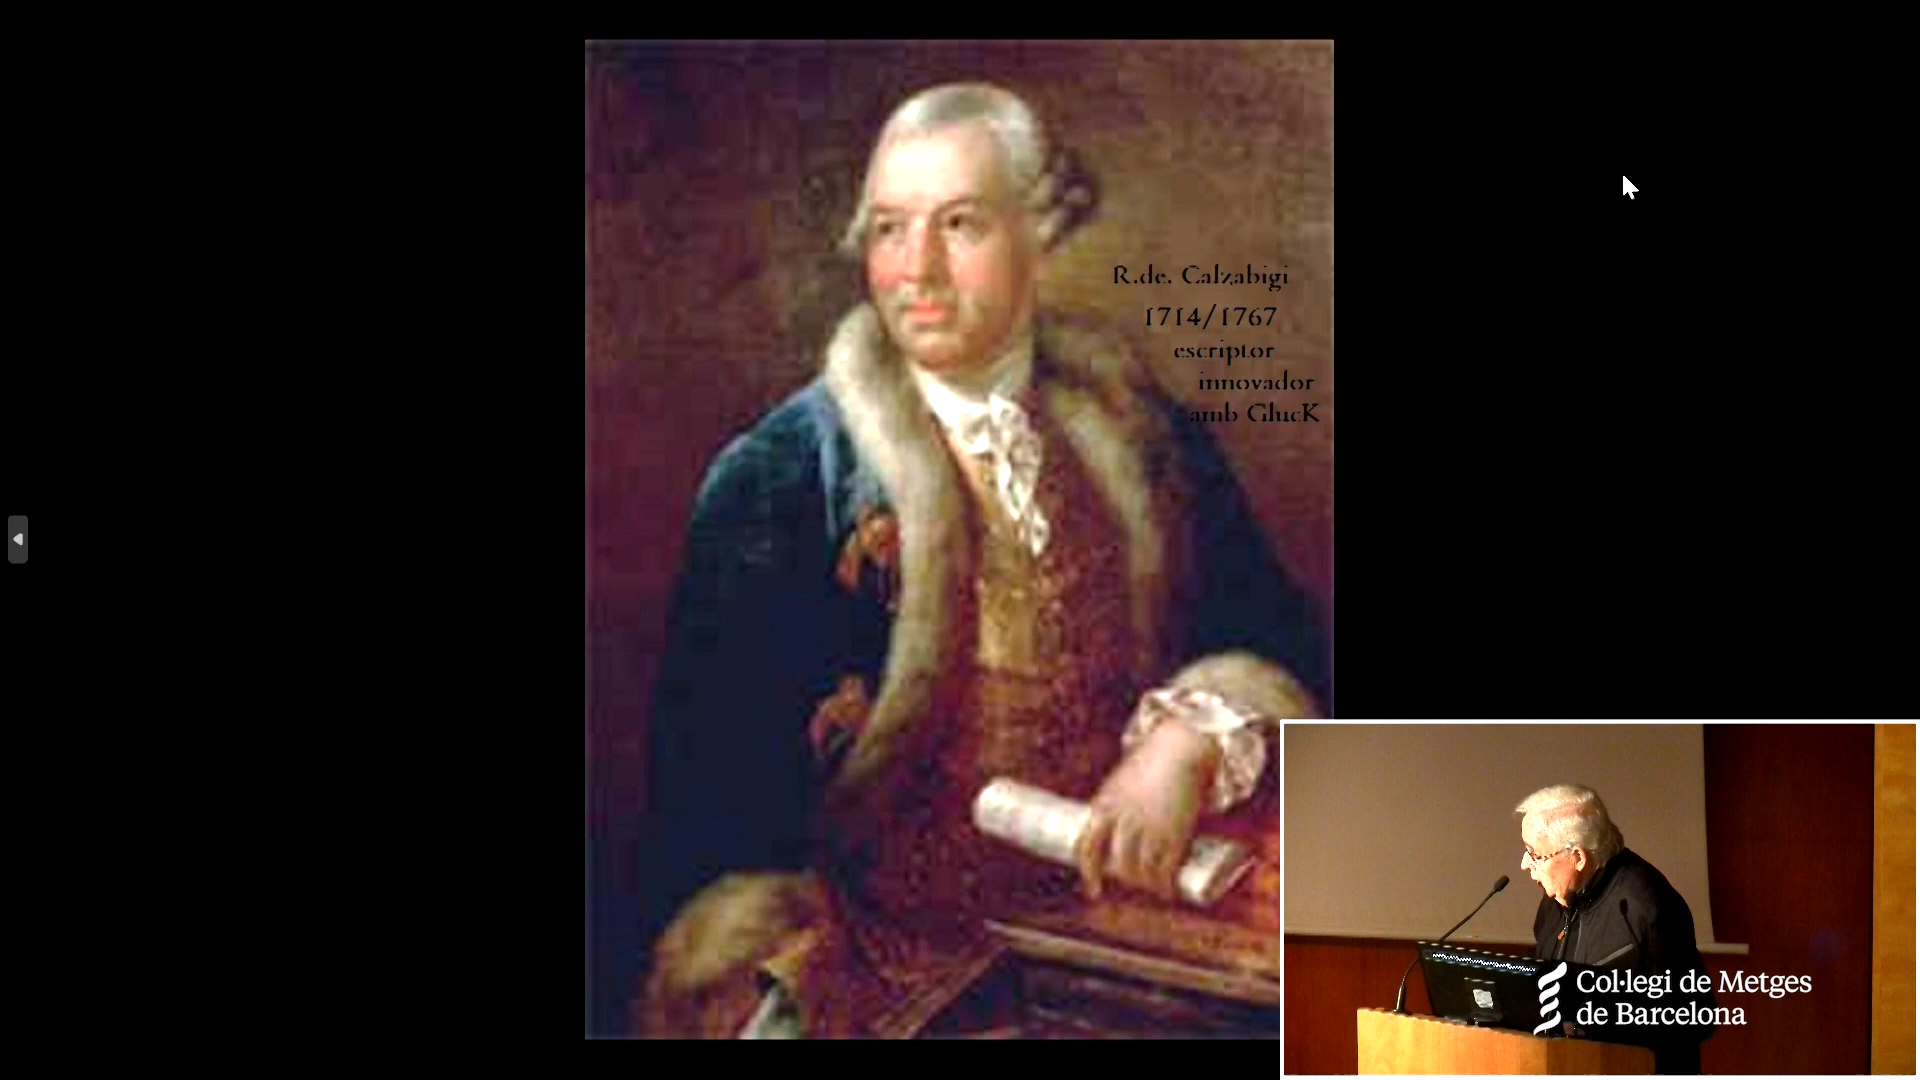 R.de. Calzabigi
1714/1767
escriptor
innovador
amb GlucK
Col·legi de Metges
de Barcelona